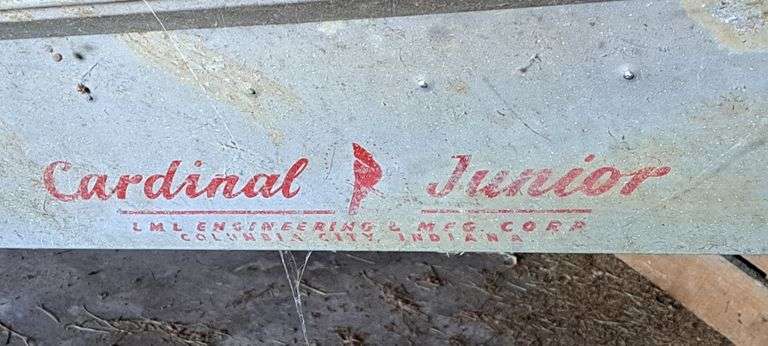 Cardinal Junior
LML ENGINEERING & MFG. CORP
COLUMBIA CITY, INDIANA